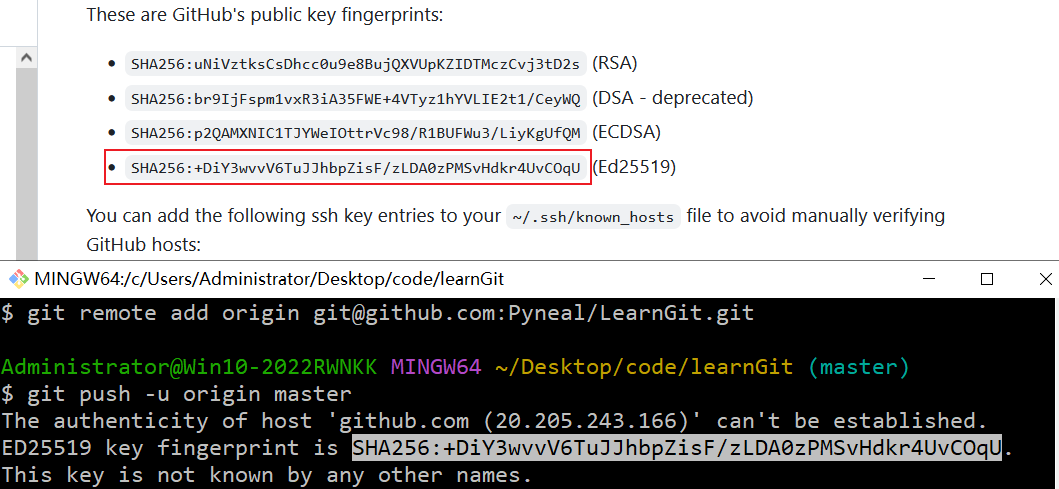 These are GitHub's public key fingerprints:
SHA256:uNiVztksCsDhcc0u9e8BujQXVUpKZIDTMczCvj3tD2s (RSA)
SHA256:br9IjFspm1vxR3iA35FWE+4VTyz1hYVLIE2t1/CeyWQ (DSA - deprecated)
SHA256:p2QAMXNIC1TJYWeIOttrVc98/R1BUFWu3/LiyKgUfQM (ECDSA)
SHA256:+DiY3wvvV6TuJJhbpZisF/zLDA0zPMSvHdkr4UvCOqU (Ed25519)
You can add the following ssh key entries to your ~/.ssh/known_hosts file to avoid manually verifying
GitHub hosts:
MINGW64:/c/Users/Administrator/Desktop/code/learnGit
$ git remote add origin git@github.com:Pyneal/LearnGit.git
Administrator@Win10-2022RWNKK MINGW64 ~/Desktop/code/learnGit (master)
$ git push -u origin master
The authenticity of host 'github.com (20.205.243.166)' can't be established.
ED25519 key fingerprint is SHA256:+DiY3wvvV6TuJJhbpZisF/zLDA0zPMSvHdkr4UvCOqU.
This key is not known by any other names.